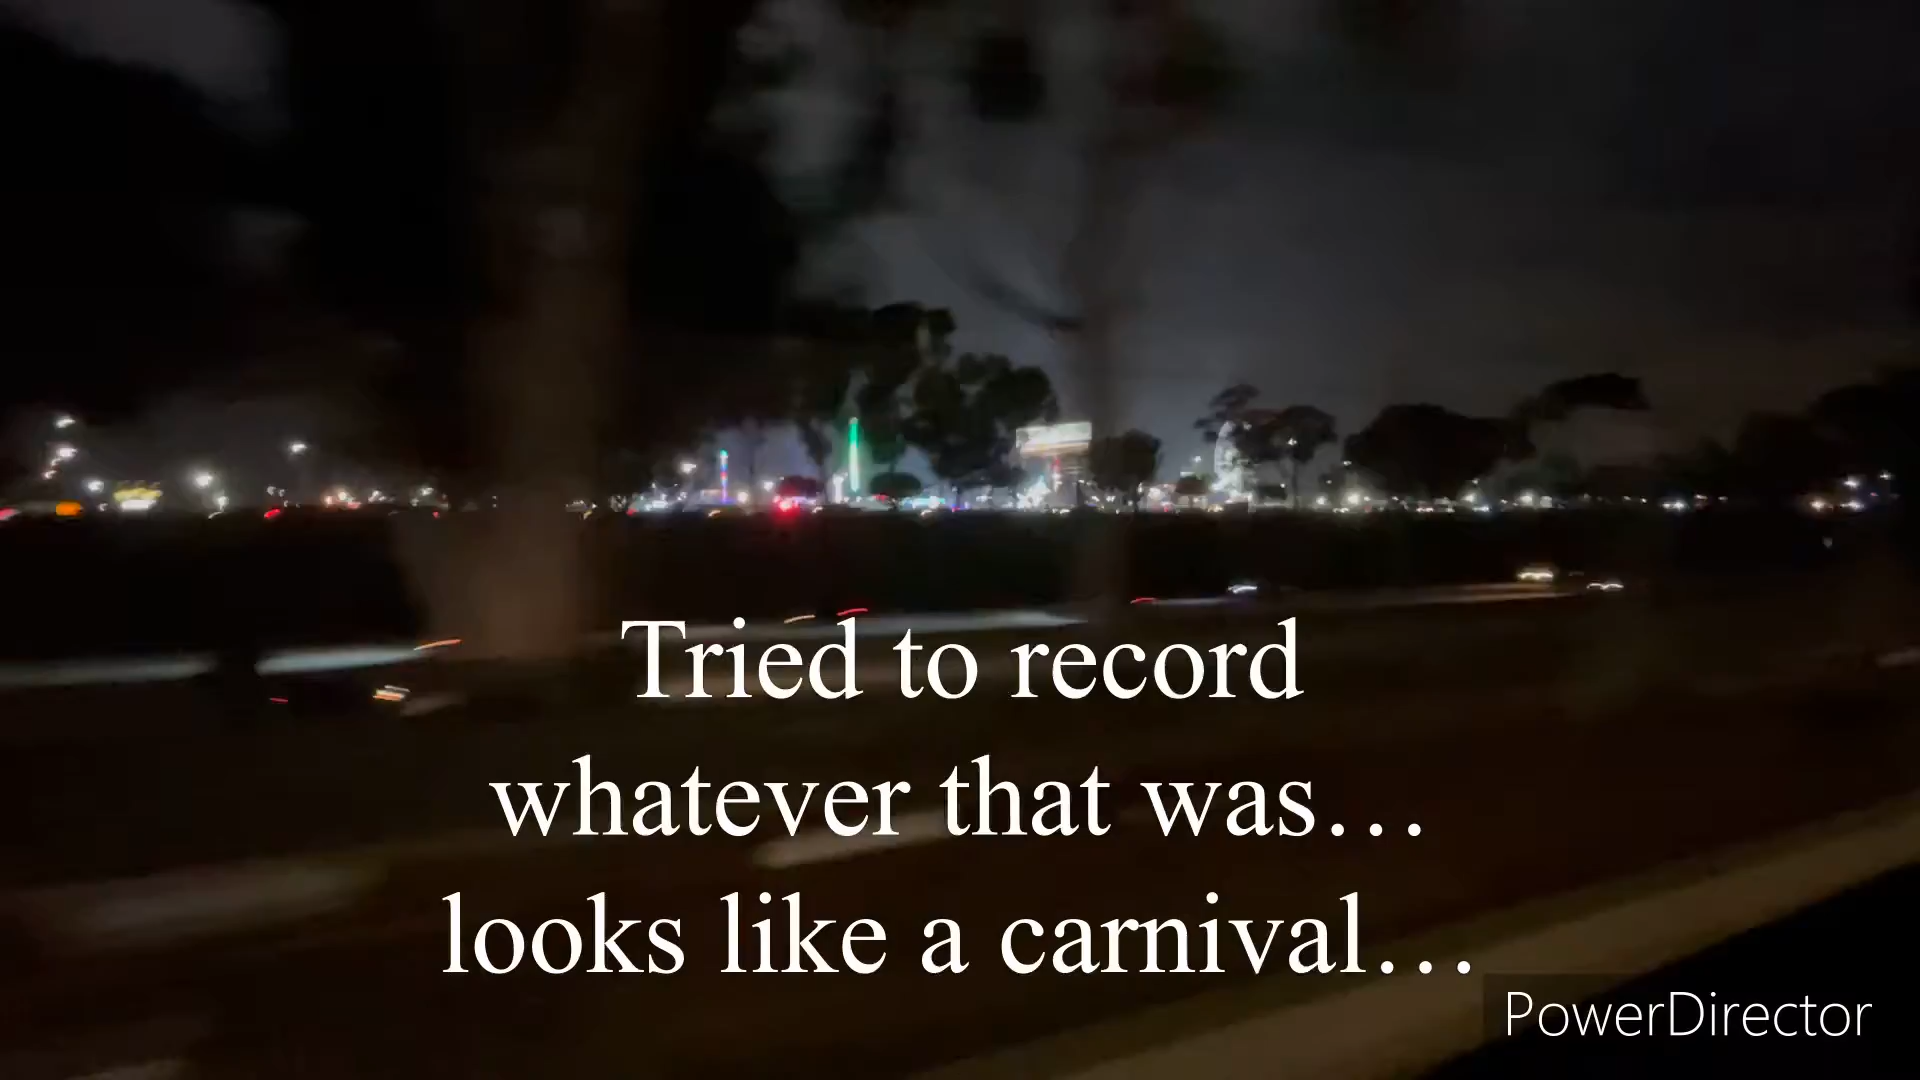 Tried to record
whatever that was…
looks like a carnival…
PowerDirector